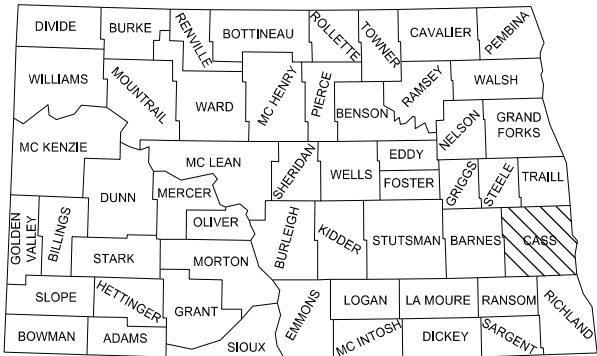 DIVIDE
BURKE
RENVILLE
BOTTINEAU
ROLLETTE
TOWNER
CAVALIER
PEMBINA
WILLIAMS
MOUNTRAIL
WARD
MC HENRY
PIERCE
BENSON
RAMSEY
WALSH
NELSON
GRAND
FORKS
MC KENZIE
MC LEAN
SHERIDAN
WELLS
EDDY
FOSTER
GRIGGS
STEELE
TRAILL
DUNN
MERCER
OLIVER
GOLDEN
VALLEY
BILLINGS
STARK
MORTON
BURLEIGH
KIDDER
STUTSMAN
BARNES
CASS
SLOPE
HETTINGER
GRANT
EMMONS
LOGAN
LA MOURE
RANSOM
RICHLAND
BOWMAN
ADAMS
SIOUX
MC INTOSH
DICKEY
SARGENT